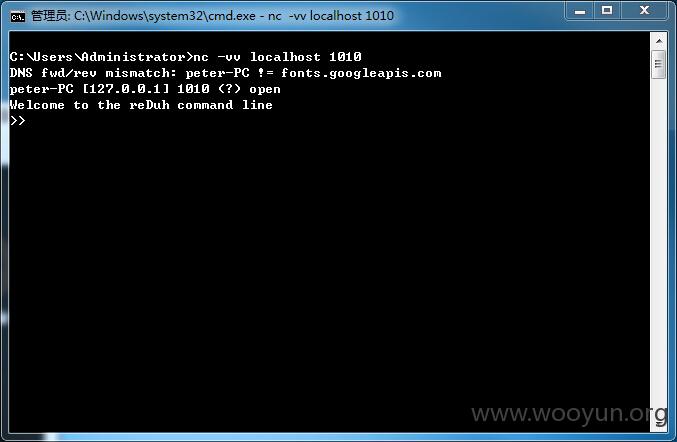 管理员: C:\Windows\system32\cmd.exe - nc  -vv localhost 1010
C:\Users\Administrator>nc -vv localhost 1010
DNS fwd/rev mismatch: peter-PC != fonts.googleapis.com
peter-PC [127.0.0.1] 1010 (?) open
Welcome to the reDuh command line
>>
www.wooyun.org